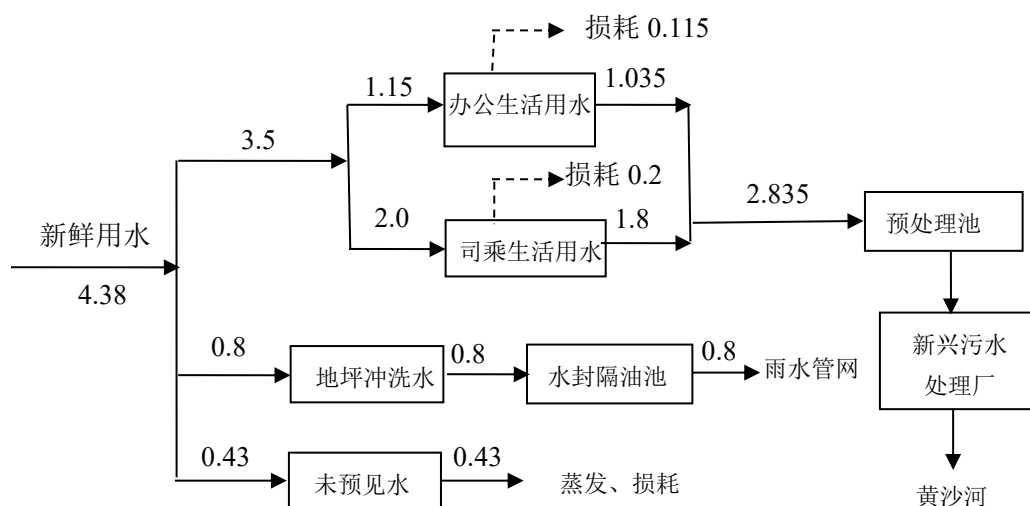 损耗 0.115
1.15
办公生活用水
1.035
3.5
损耗 0.2
2.0
司乘生活用水
1.8
2.835
预处理池
新鲜用水
4.38
新兴污水
处理厂
0.8
地坪冲洗水
0.8
水封隔油池
0.8
雨水管网
0.43
未预见水
0.43
蒸发、损耗
黄沙河